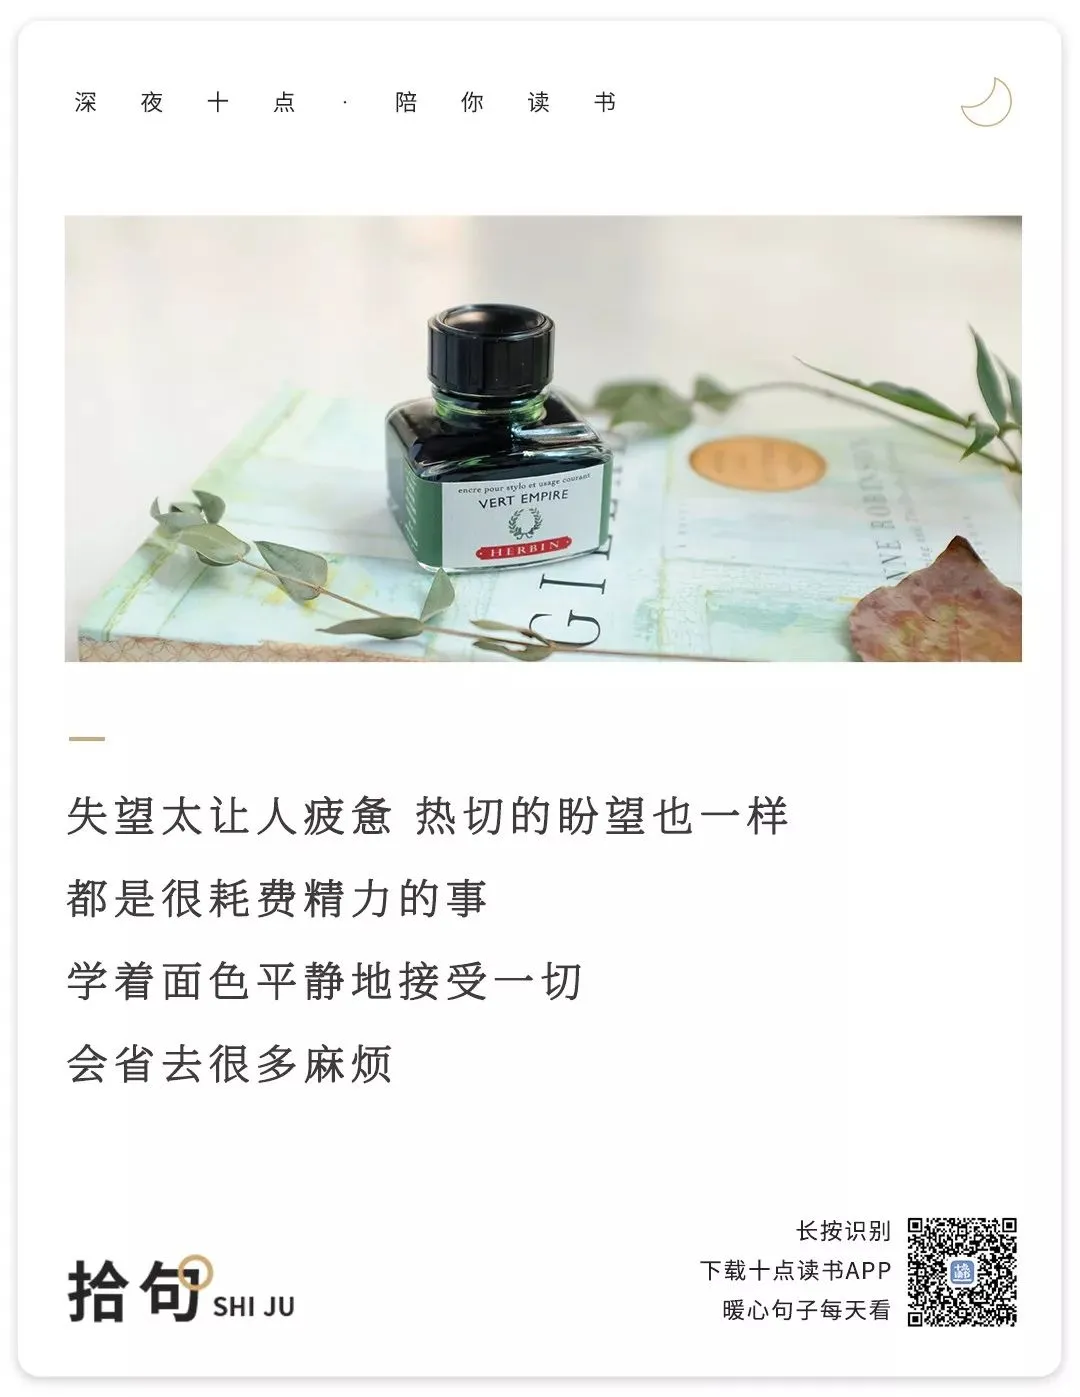 深夜十点·陪你读书
encre pour stylo et usage courant
VERT EMPIRE
HERBIN
失望太让人疲惫 热切的盼望也一样
都是很耗费精力的事
学着面色平静地接受一切
会省去很多麻烦
拾句 SHI JU
长按识别
下载十点读书APP
暖心句子每天看
十点
读书